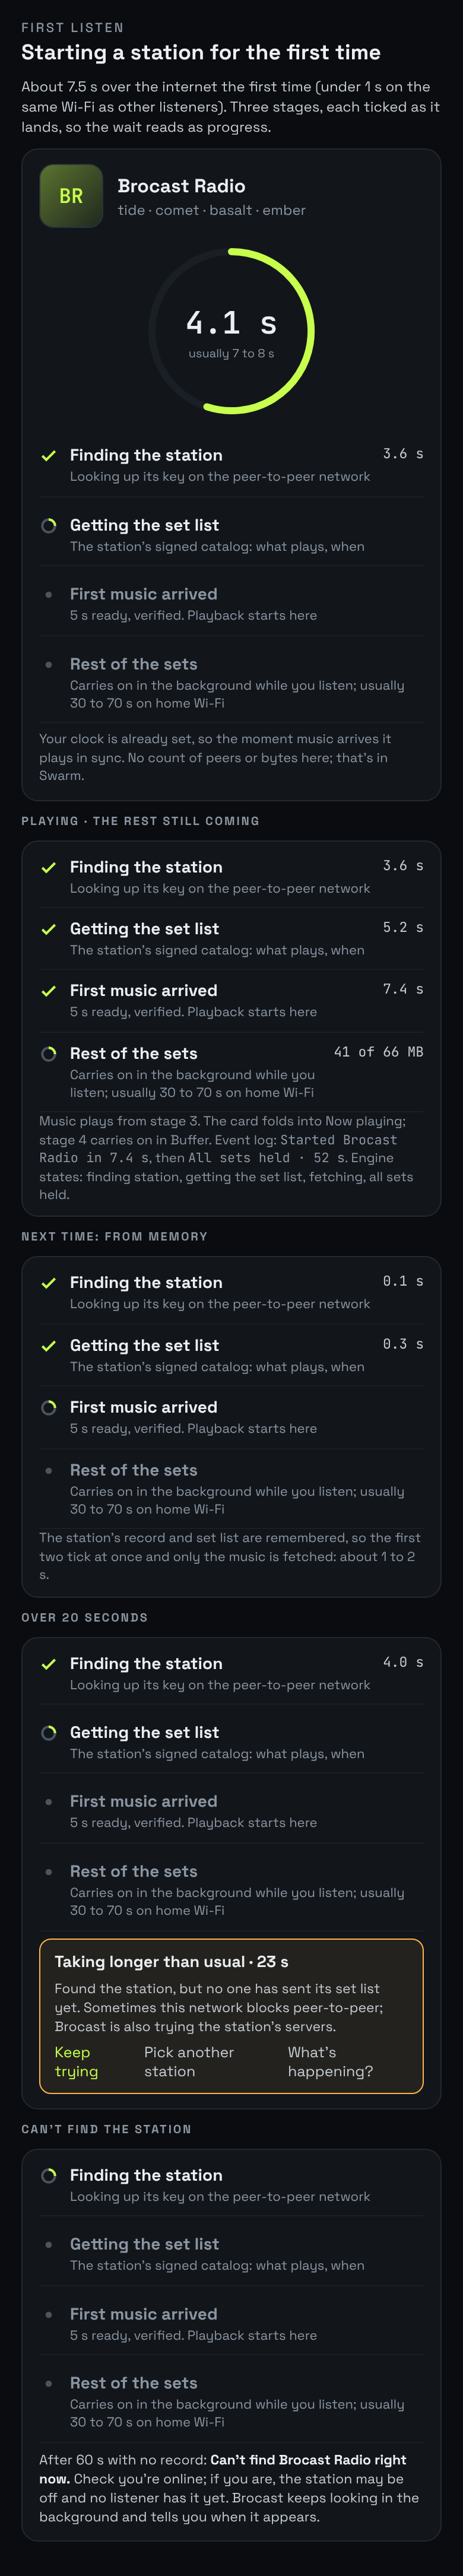 FIRST LISTEN
Starting a station for the first time
About 7.5 s over the internet the first time (under 1 s on the
same Wi-Fi as other listeners). Three stages, each ticked as it
lands, so the wait reads as progress.
BR
Brocast Radio
tide · comet · basalt · ember
4.1 s
usually 7 to 8 s
Finding the station
3.6 s
Looking up its key on the peer-to-peer network
Getting the set list
The station's signed catalog: what plays, when
First music arrived
5 s ready, verified. Playback starts here
Rest of the sets
Carries on in the background while you listen; usually
30 to 70 s on home Wi-Fi
Your clock is already set, so the moment music arrives it
plays in sync. No count of peers or bytes here; that's in
Swarm.
PLAYING · THE REST STILL COMING
Finding the station
3.6 s
Looking up its key on the peer-to-peer network
Getting the set list
5.2 s
The station's signed catalog: what plays, when
First music arrived
7.4 s
5 s ready, verified. Playback starts here
Rest of the sets
41 of 66 MB
Carries on in the background while you
listen; usually 30 to 70 s on home Wi-Fi
Music plays from stage 3. The card folds into Now playing;
stage 4 carries on in Buffer. Event log: Started Brocast
Radio in 7.4 s, then All sets held · 52 s. Engine
states: finding station, getting the set list, fetching, all sets
held.
NEXT TIME: FROM MEMORY
Finding the station
0.1 s
Looking up its key on the peer-to-peer network
Getting the set list
0.3 s
The station's signed catalog: what plays, when
First music arrived
5 s ready, verified. Playback starts here
Rest of the sets
Carries on in the background while you listen; usually
30 to 70 s on home Wi-Fi
The station's record and set list are remembered, so the first
two tick at once and only the music is fetched: about 1 to 2
s.
OVER 20 SECONDS
Finding the station
4.0 s
Looking up its key on the peer-to-peer network
Getting the set list
The station's signed catalog: what plays, when
First music arrived
5 s ready, verified. Playback starts here
Rest of the sets
Carries on in the background while you listen; usually
30 to 70 s on home Wi-Fi
Taking longer than usual · 23 s
Found the station, but no one has sent its set list
yet. Sometimes this network blocks peer-to-peer;
Brocast is also trying the station's servers.
Keep trying
Pick another station
What's happening?
CAN'T FIND THE STATION
Finding the station
Looking up its key on the peer-to-peer network
Getting the set list
The station's signed catalog: what plays, when
First music arrived
5 s ready, verified. Playback starts here
Rest of the sets
Carries on in the background while you listen; usually
30 to 70 s on home Wi-Fi
After 60 s with no record: Can't find Brocast Radio right
now. Check you're online; if you are, the station may be
off and no listener has it yet. Brocast keeps looking in the
background and tells you when it appears.